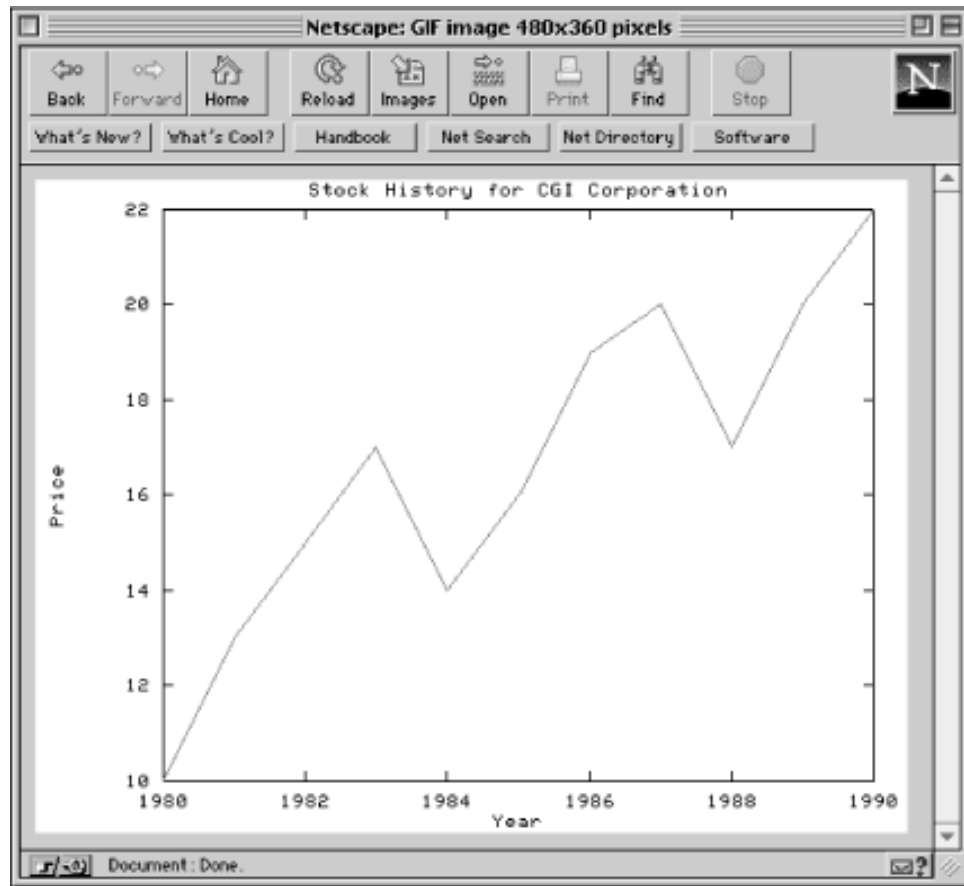 Netscape: GIF image 480x360 pixels
Back Forward Home Reload Images Open Print Find Stop
N
What's New? What's Cool? Handbook Net Search Net Directory Software
Stock History for CGI Corporation
22
20
18
16
14
12
10
Price
1980 1982 1984 1986 1988 1990
Year
Document : Done.
?